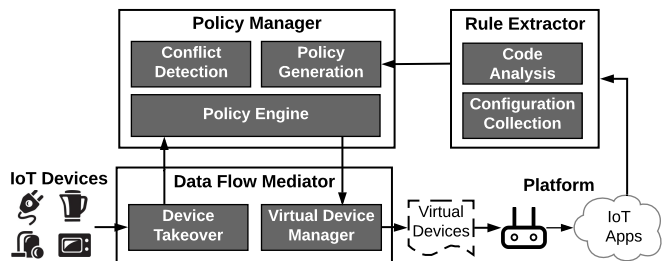 Policy Manager
Conflict
Detection
Policy
Generation
Policy Engine
Rule Extractor
Code
Analysis
Configuration
Collection
IoT Devices
Data Flow Mediator
Device
Takeover
Virtual Device
Manager
Virtual
Devices
Platform
IoT
Apps